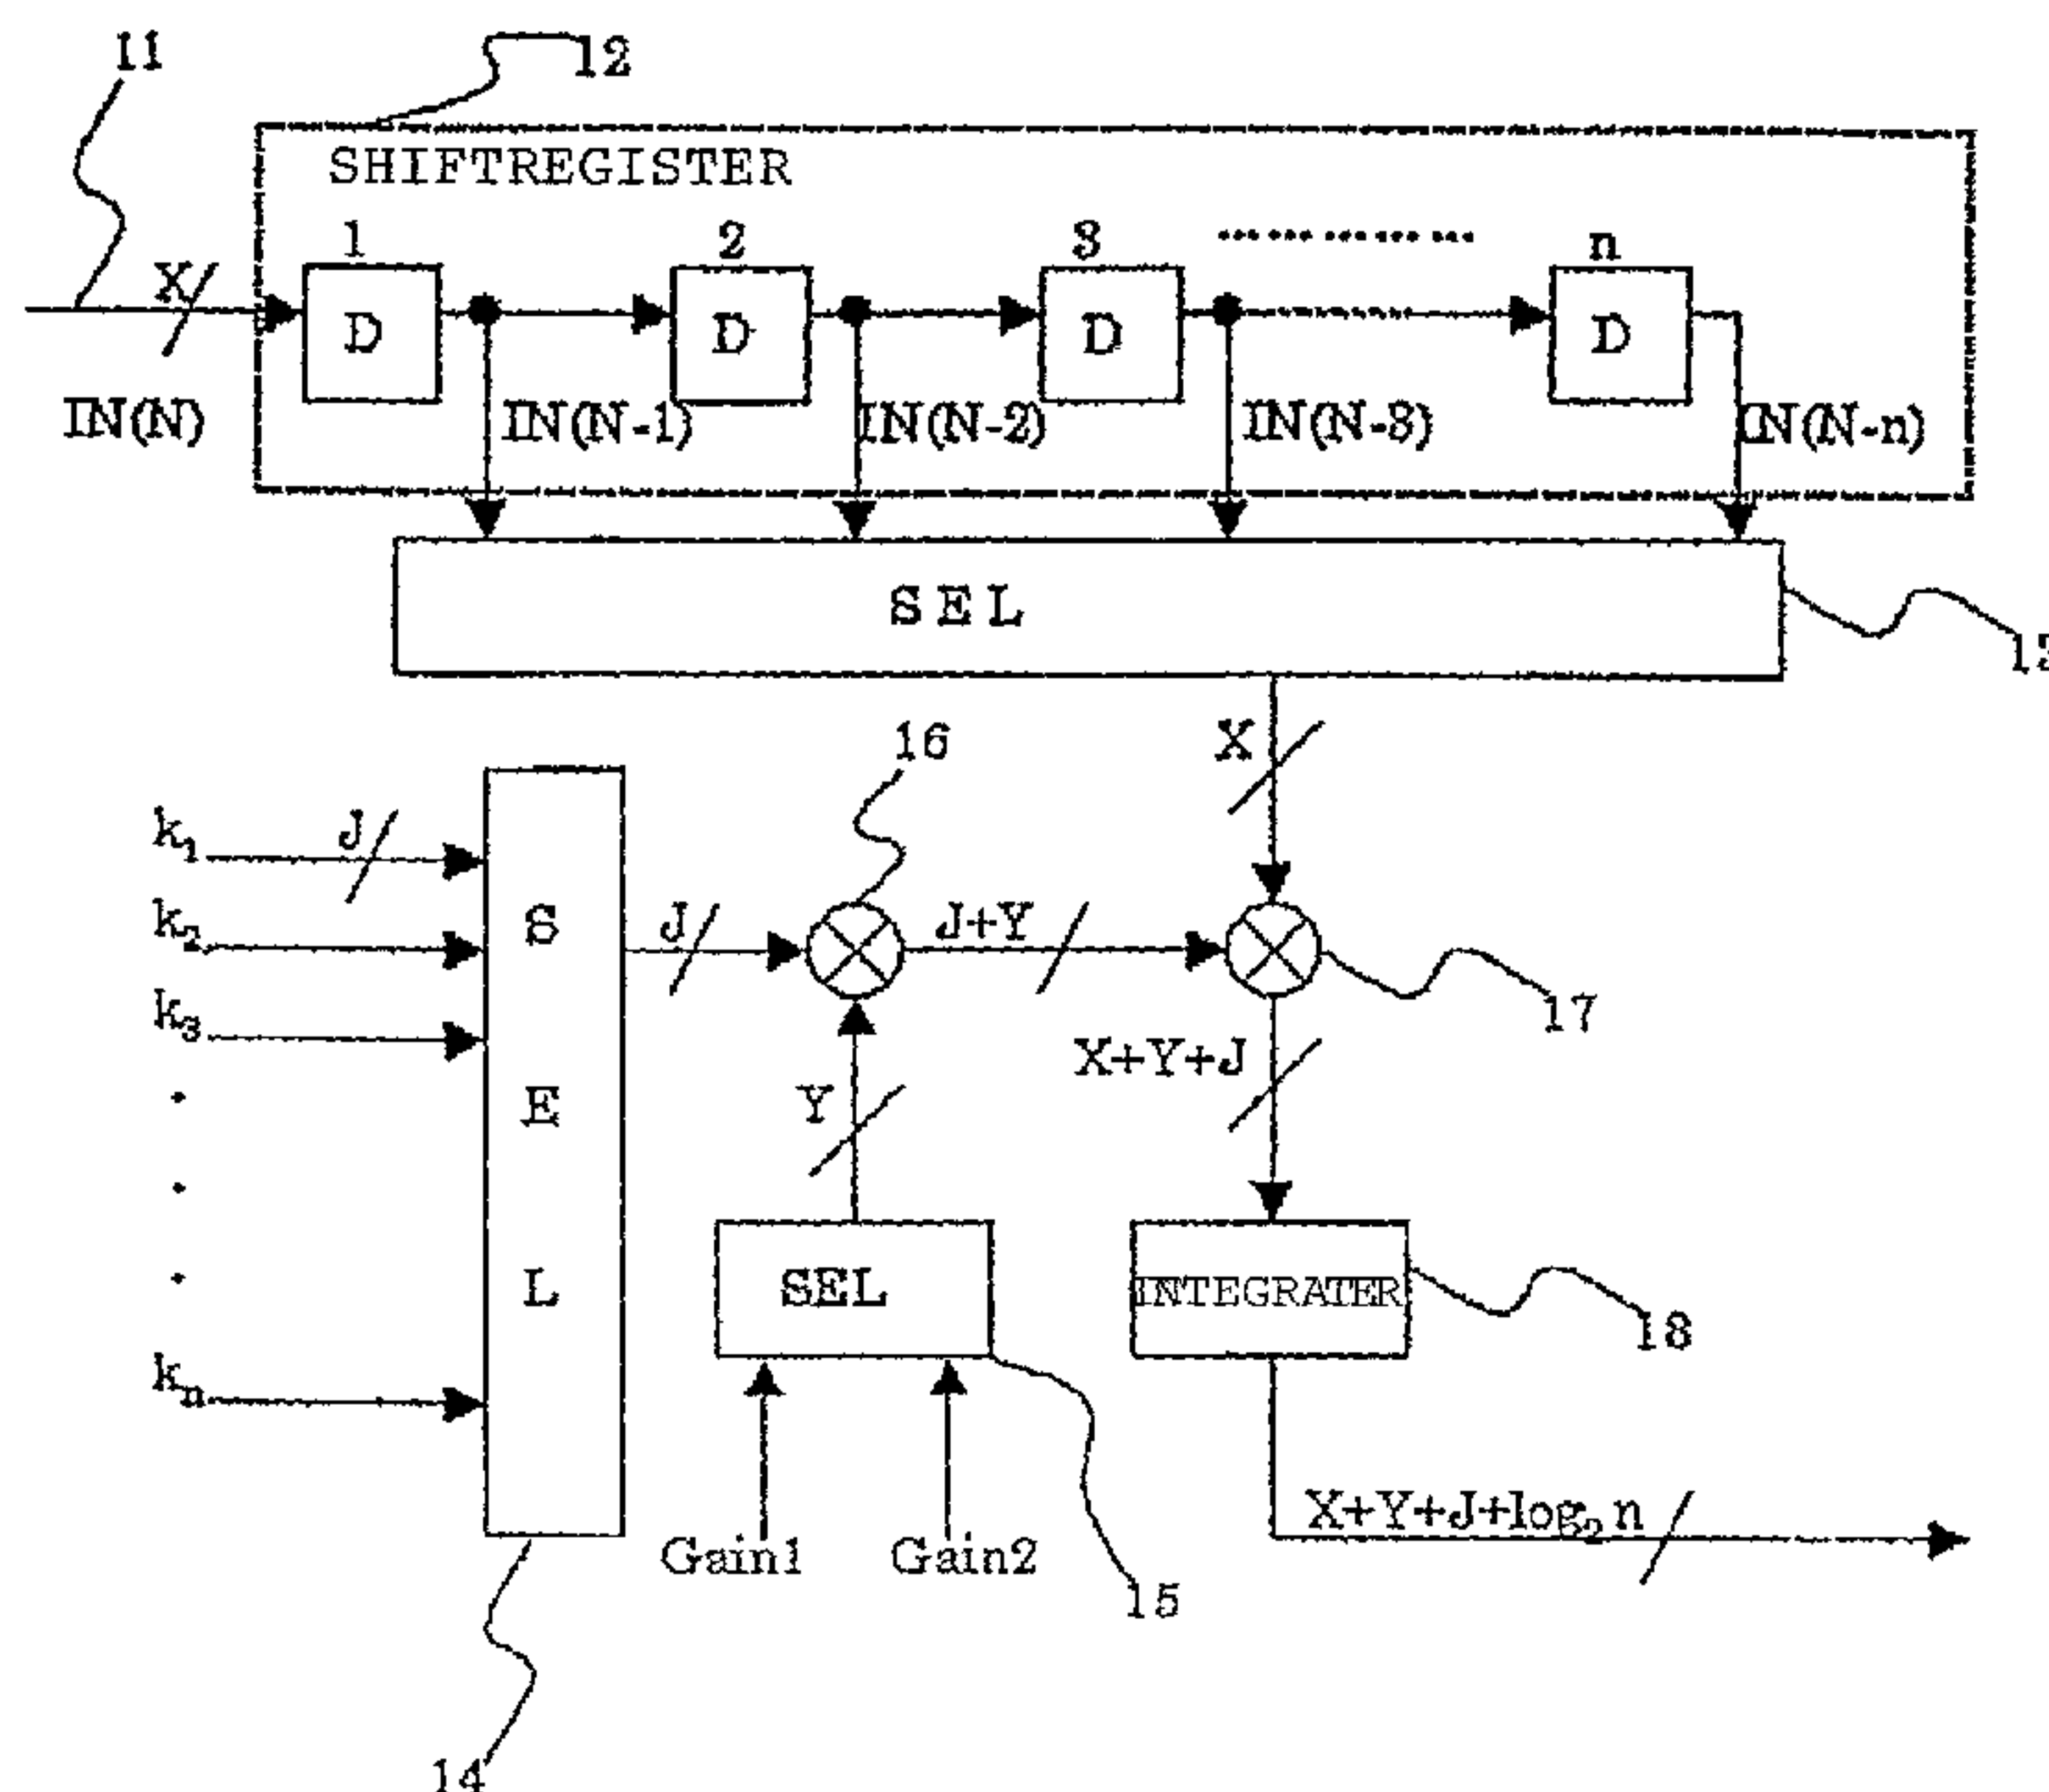 11
12
SHIFTREGISTER
1 2 3 n
X
D D D D
IN(N) IN(N-1) IN(N-2) IN(N-3) IN(N-n)
SEL
X
16
k1 J
k2 J J+Y
k3
S
E
L
17
X+Y+J
Y
SEL INTEGRATER
18
kn
Gain1 Gain2
X+Y+J+log2 n
15
14